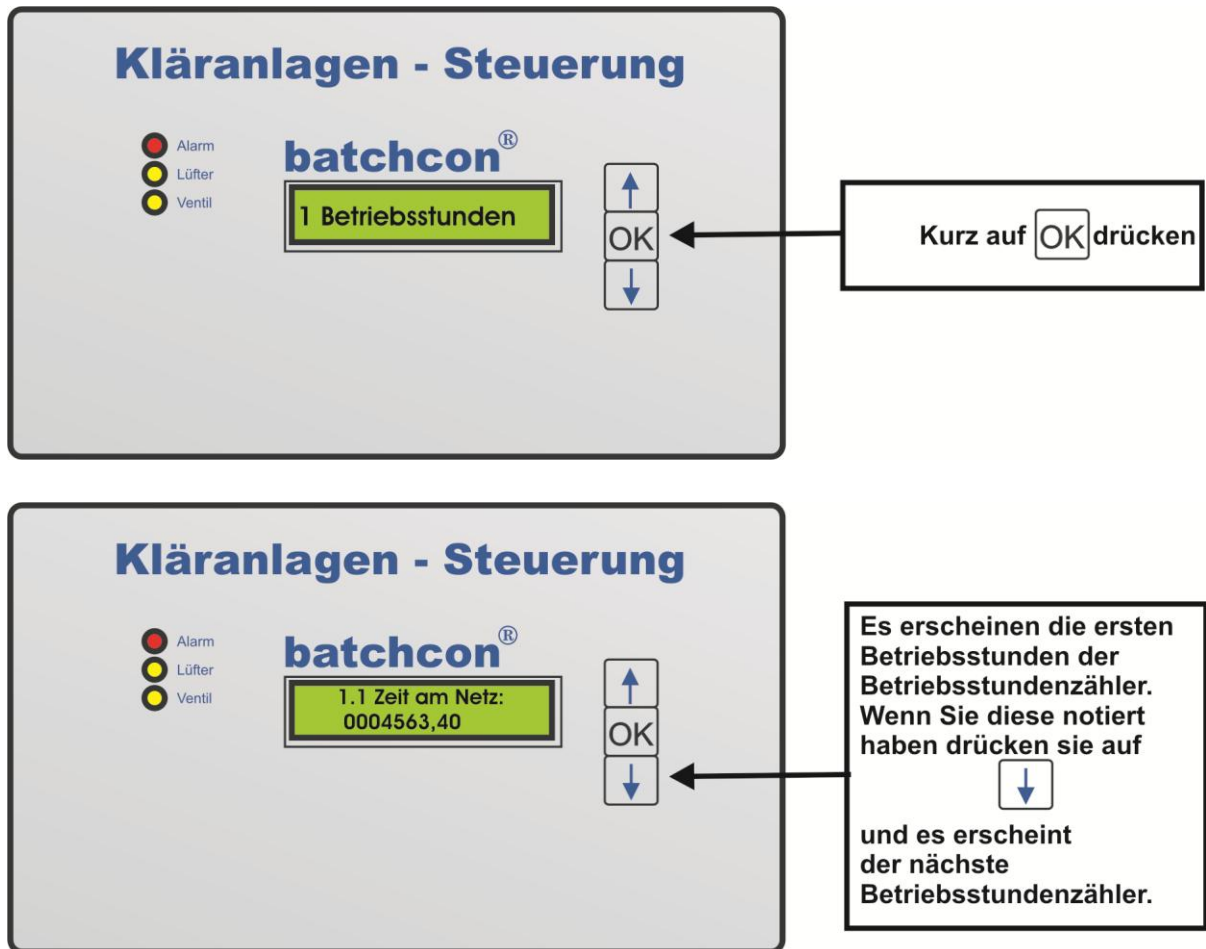 Kläranlagen - Steuerung
Alarm
Lüfter
Ventil
batchcon®
1 Betriebsstunden
OK
Kurz auf OK drücken
Kläranlagen - Steuerung
Alarm
Lüfter
Ventil
batchcon®
1.1 Zeit am Netz:
0004563,40
OK
Es erscheinen die ersten
Betriebsstunden der
Betriebsstundenzähler.
Wenn Sie diese notiert
haben drücken sie auf
↓
und es erscheint
der nächste
Betriebsstundenzähler.